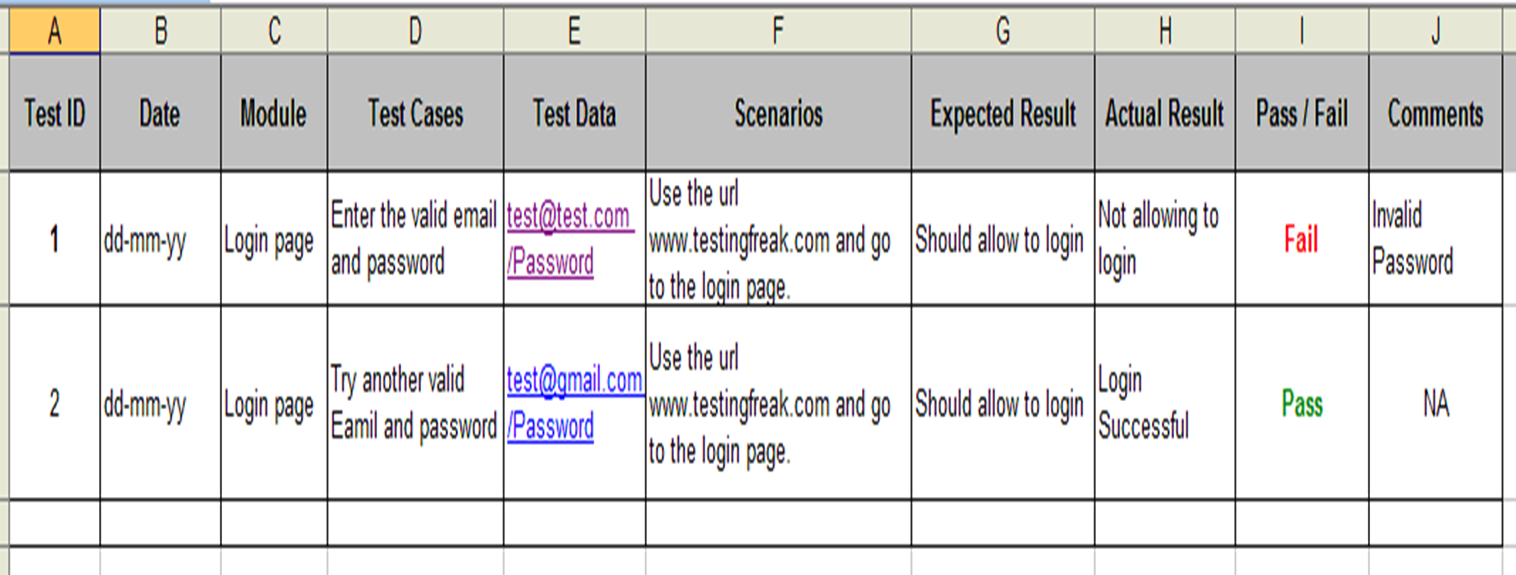 A B C D E F G H I J
Test ID Date Module Test Cases Test Data Scenarios Expected Result Actual Result Pass / Fail Comments
1
dd-mm-yy
Login page
Enter the valid email
and password
test@test.com
/Password
Use the url
www.testingfreak.com and go
to the login page.
Should allow to login
Not allowing to
login
Fail
Invalid
Password
2
dd-mm-yy
Login page
Try another valid
Eamil and password
test@gmail.com
/Password
Use the url
www.testingfreak.com and go
to the login page.
Should allow to login
Login
Successful
Pass
NA